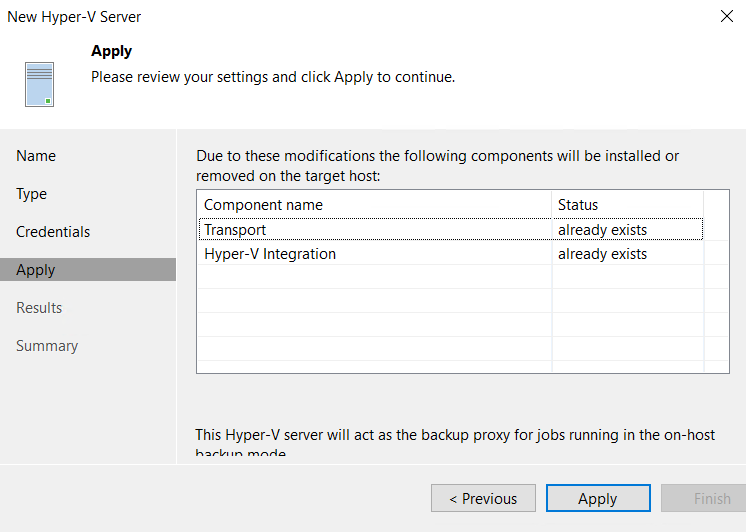 New Hyper-V Server
Apply
Please review your settings and click Apply to continue.
Name
Type
Credentials
Apply
Results
Summary
Due to these modifications the following components will be installed or
removed on the target host:
Component name Status
Transport already exists
Hyper-V Integration already exists
This Hyper-V server will act as the backup proxy for jobs running in the on-host
backup mode
< Previous Apply Finish